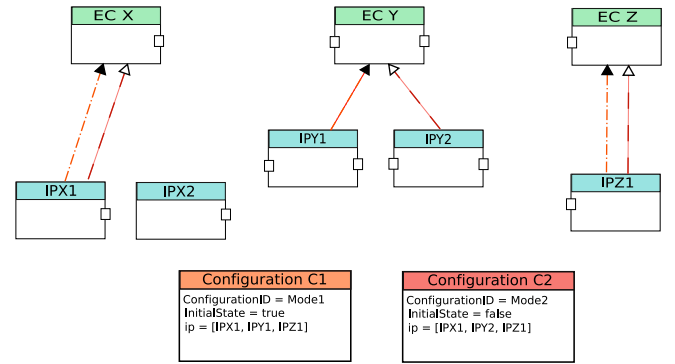 EC X
EC Y
EC Z
IPY1
IPY2
IPX1
IPX2
IPZ1
Configuration C1
ConfigurationID = Mode1
InitialState = true
ip = [IPX1, IPY1, IPZ1]
Configuration C2
ConfigurationID = Mode2
InitialState = false
ip = [IPX1, IPY2, IPZ1]